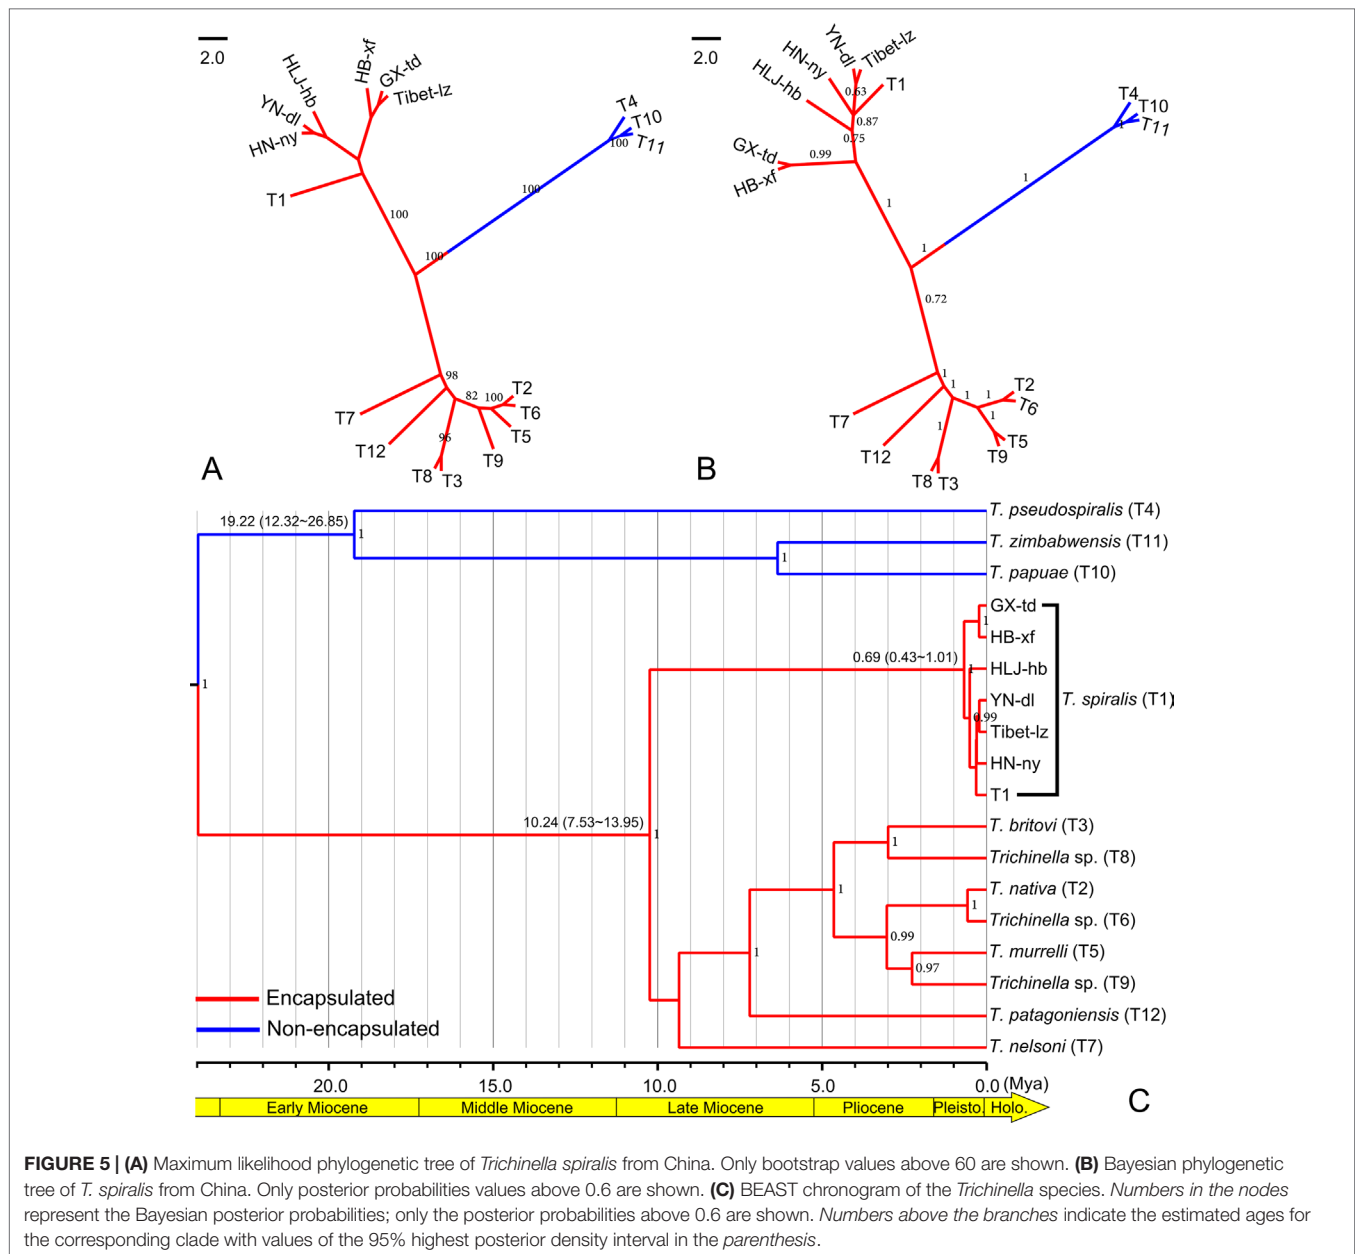 2.0
HLJ-hb
HB-xf
GX-td
Tibet-lz
YN-dl
HN-ny
T1
T4
T10
T11
100
100
100
100
98
82
100
96
T2
T6
T5
T9
T7
T12
T8
T3
A
2.0
YN-dl
Tibet-lz
HN-ny
HLJ-hb
T1
0.63
0.87
0.75
GX-td
HB-xf
0.99
T4
T10
T11
1
1
1
1
0.72
1
1
1
1
1
1
T2
T6
T5
T9
T7
T12
T8
T3
B
19.22 (12.32~26.85)
1
T. pseudospiralis (T4)
T. zimbabwensis (T11)
1
T. papuae (T10)
GX-td
1
HB-xf
0.69 (0.43~1.01)
1
HLJ-hb
1
YN-dl
T. spiralis (T1)
0.99
Tibet-lz
HN-ny
T1
10.24 (7.53~13.95)
1
T. britovi (T3)
1
Trichinella sp. (T8)
1
T. nativa (T2)
1
Trichinella sp. (T6)
0.99
T. murrelli (T5)
1
0.97
Trichinella sp. (T9)
Encapsulated
T. patagoniensis (T12)
Non-encapsulated
T. nelsoni (T7)
20.0 15.0 10.0 5.0 0.0 (Mya)
Early Miocene Middle Miocene Late Miocene Pliocene Pleisto. Holo.
C
FIGURE 5 | (A) Maximum likelihood phylogenetic tree of Trichinella spiralis from China. Only bootstrap values above 60 are shown. (B) Bayesian phylogenetic
tree of T. spiralis from China. Only posterior probabilities values above 0.6 are shown. (C) BEAST chronogram of the Trichinella species. Numbers in the nodes
represent the Bayesian posterior probabilities; only the posterior probabilities above 0.6 are shown. Numbers above the branches indicate the estimated ages for
the corresponding clade with values of the 95% highest posterior density interval in the parenthesis.